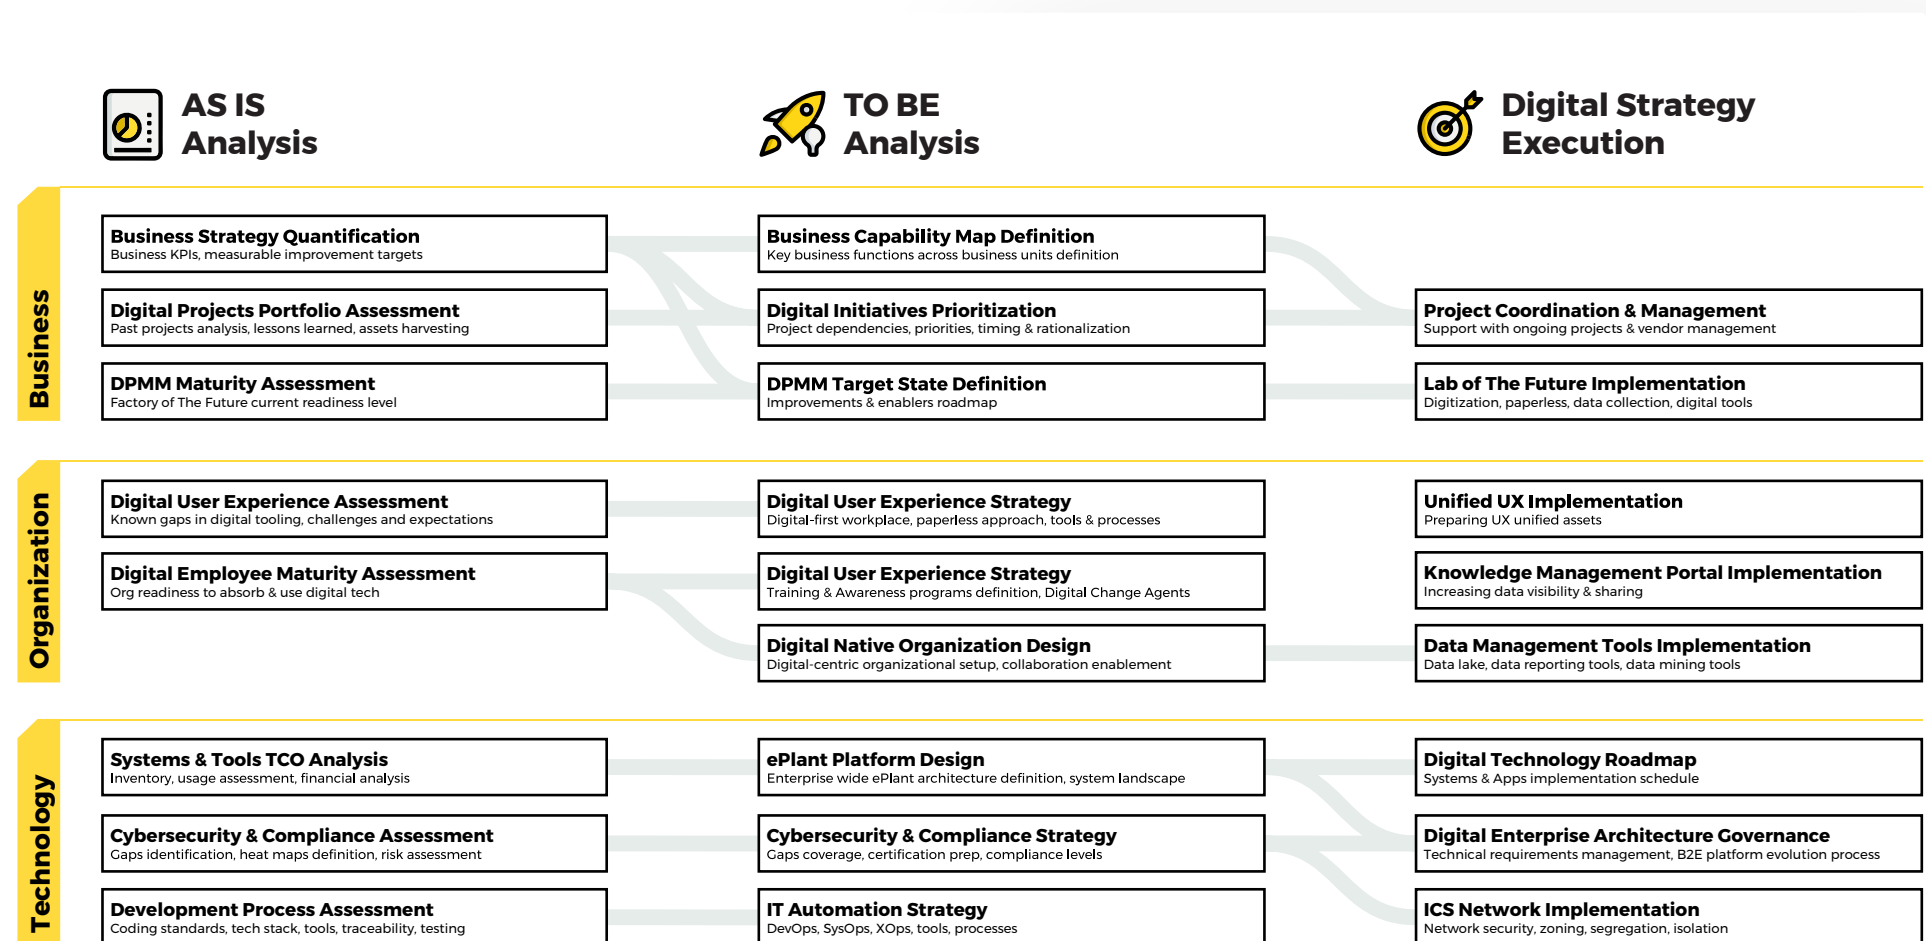 AS IS
Analysis
TO BE
Analysis
Digital Strategy
Execution
Business
Business Strategy Quantification
Business KPIs, measurable improvement targets
Business Capability Map Definition
Key business functions across business units definition
Digital Projects Portfolio Assessment
Past projects analysis, lessons learned, assets harvesting
Digital Initiatives Prioritization
Project dependencies, priorities, timing & rationalization
Project Coordination & Management
Support with ongoing projects & vendor management
DPMM Maturity Assessment
Factory of The Future current readiness level
DPMM Target State Definition
Improvements & enablers roadmap
Lab of The Future Implementation
Digitization, paperless, data collection, digital tools
Organization
Digital User Experience Assessment
Known gaps in digital tooling, challenges and expectations
Digital User Experience Strategy
Digital-first workplace, paperless approach, tools & processes
Unified UX Implementation
Preparing UX unified assets
Digital Employee Maturity Assessment
Org readiness to absorb & use digital tech
Digital User Experience Strategy
Training & Awareness programs definition, Digital Change Agents
Knowledge Management Portal Implementation
Increasing data visibility & sharing
Digital Native Organization Design
Digital-centric organizational setup, collaboration enablement
Data Management Tools Implementation
Data lake, data reporting tools, data mining tools
Technology
Systems & Tools TCO Analysis
Inventory, usage assessment, financial analysis
ePlant Platform Design
Enterprise wide ePlant architecture definition, system landscape
Digital Technology Roadmap
Systems & Apps implementation schedule
Cybersecurity & Compliance Assessment
Gaps identification, heat maps definition, risk assessment
Cybersecurity & Compliance Strategy
Gaps coverage, certification prep, compliance levels
Digital Enterprise Architecture Governance
Technical requirements management, B2E platform evolution process
Development Process Assessment
Coding standards, tech stack, tools, traceability, testing
IT Automation Strategy
DevOps, SysOps, XOps, tools, processes
ICS Network Implementation
Network security, zoning, segregation, isolation